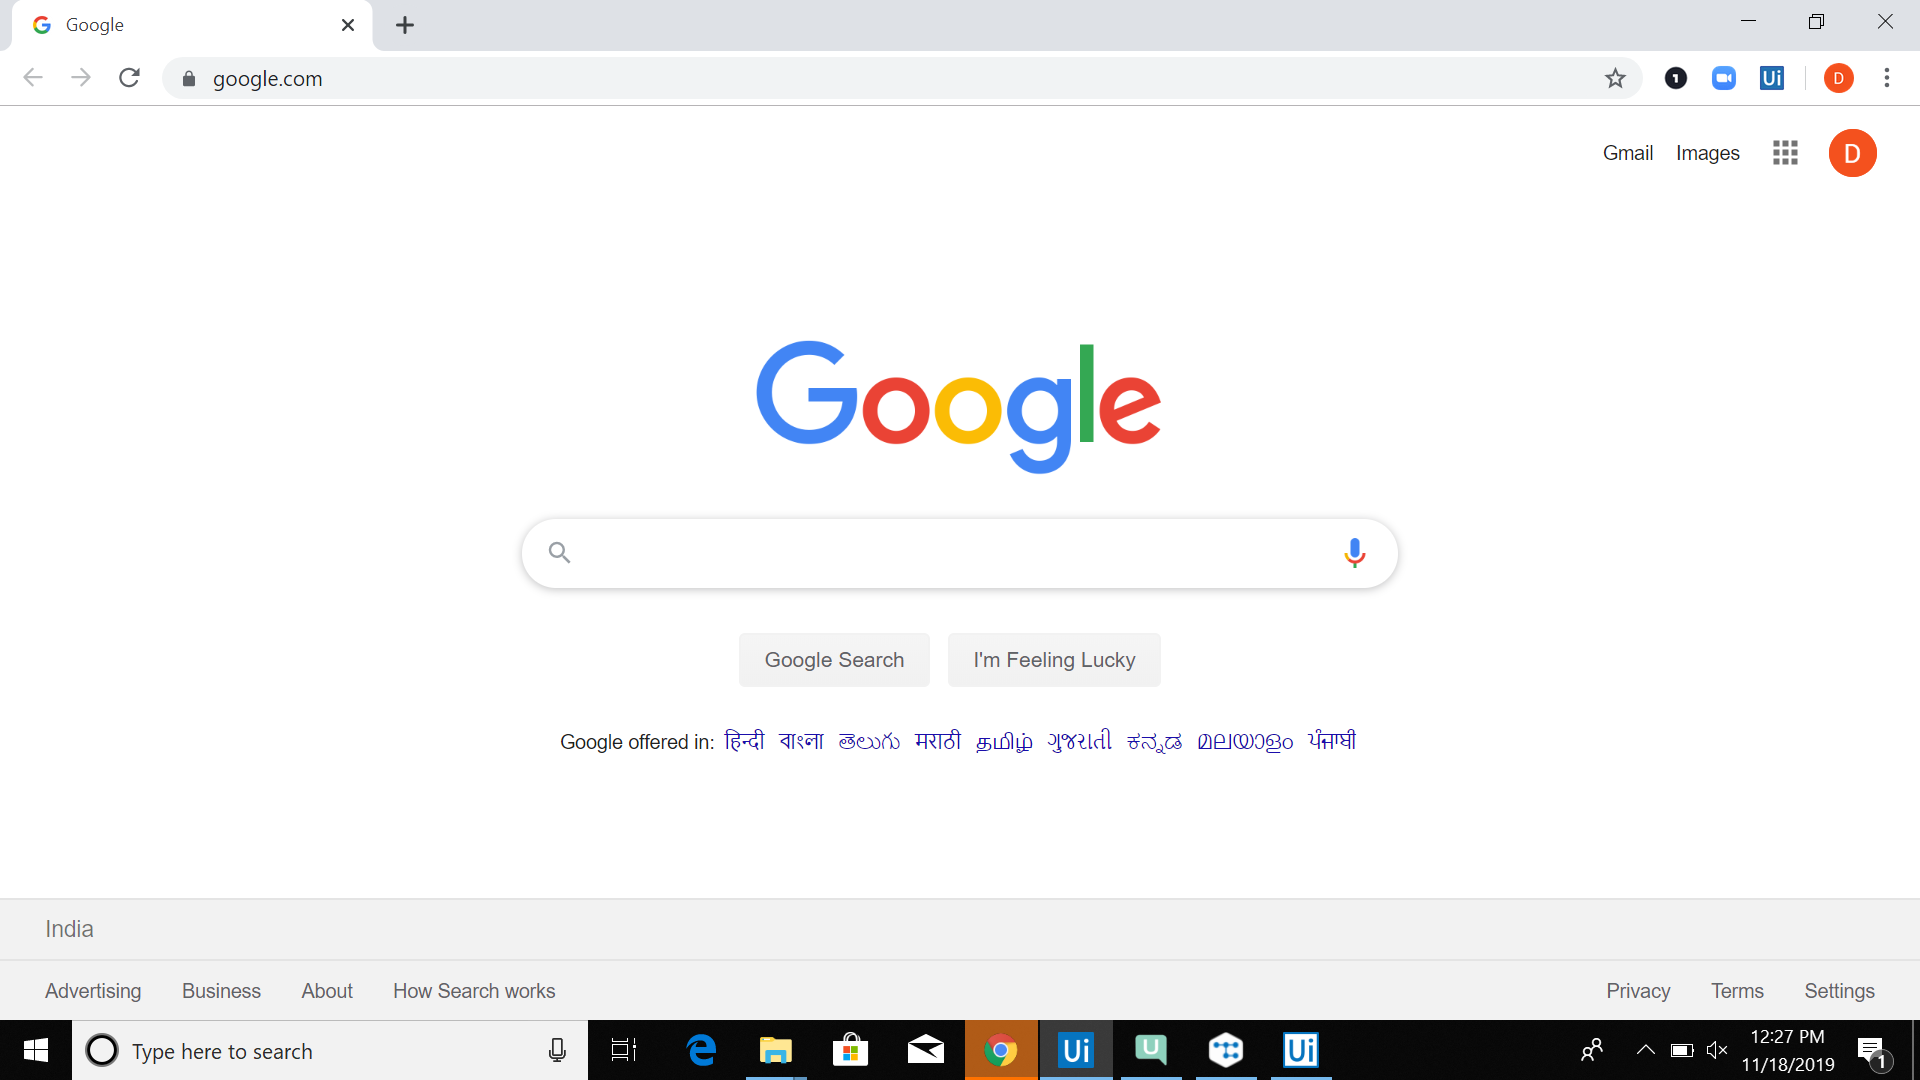 Google
google.com
Ui
D
Gmail Images
D
Google
Google Search
I'm Feeling Lucky
Google offered in: हिन्दी বাংলা తెలుగు मराठी தமிழ் ગુજરાતી ಕನ್ನಡ മലയാളം ਪੰਜਾਬੀ
India
Advertising Business About How Search works
Privacy Terms Settings
Type here to search
Ui
U
Ui
12:27 PM
11/18/2019
1